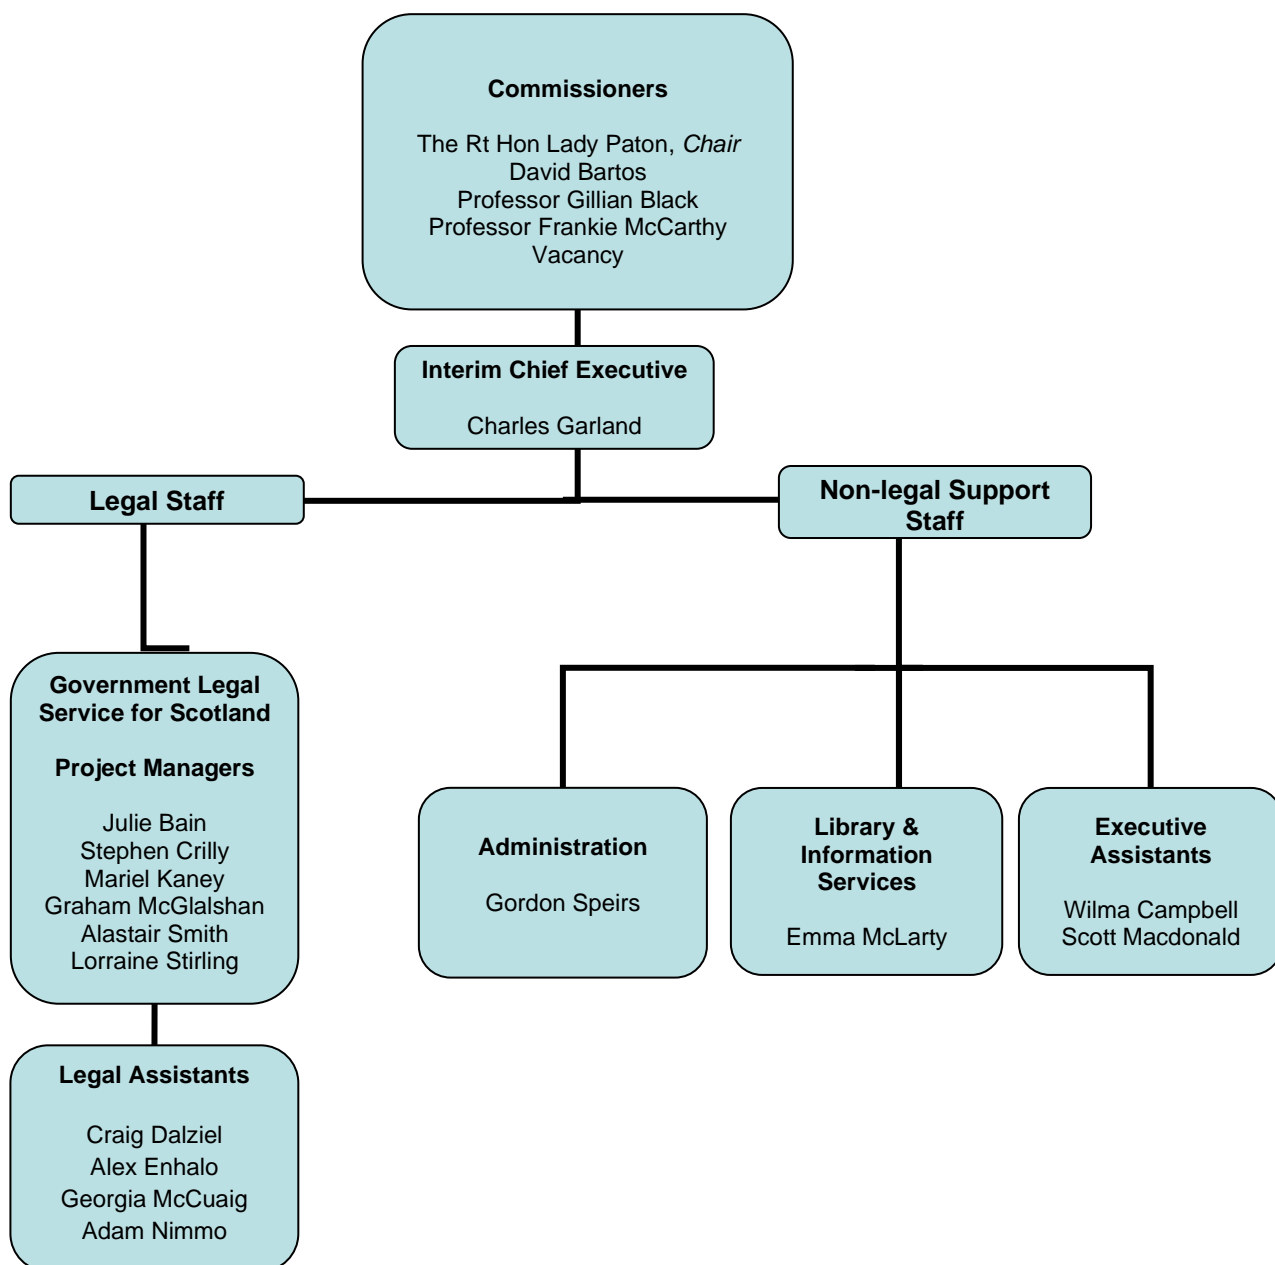 Commissioners
The Rt Hon Lady Paton, Chair
David Bartos
Professor Gillian Black
Professor Frankie McCarthy
Vacancy
Interim Chief Executive
Charles Garland
Legal Staff
Non-legal Support
Staff
Government Legal
Service for Scotland
Project Managers
Julie Bain
Stephen Crilly
Mariel Kaney
Graham McGlalshan
Alastair Smith
Lorraine Stirling
Administration
Gordon Speirs
Library &
Information
Services
Emma McLarty
Executive
Assistants
Wilma Campbell
Scott Macdonald
Legal Assistants
Craig Dalziel
Alex Enhalo
Georgia McCuaig
Adam Nimmo